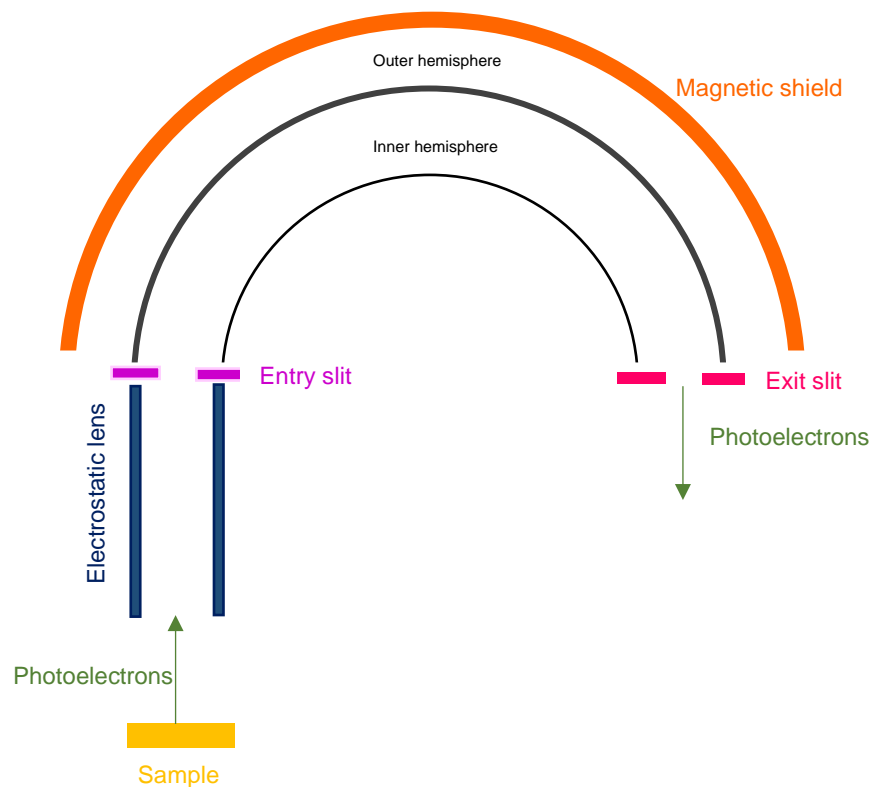 Outer hemisphere
Magnetic shield
Inner hemisphere
Entry slit
Exit slit
Electrostatic lens
Photoelectrons
Photoelectrons
Sample